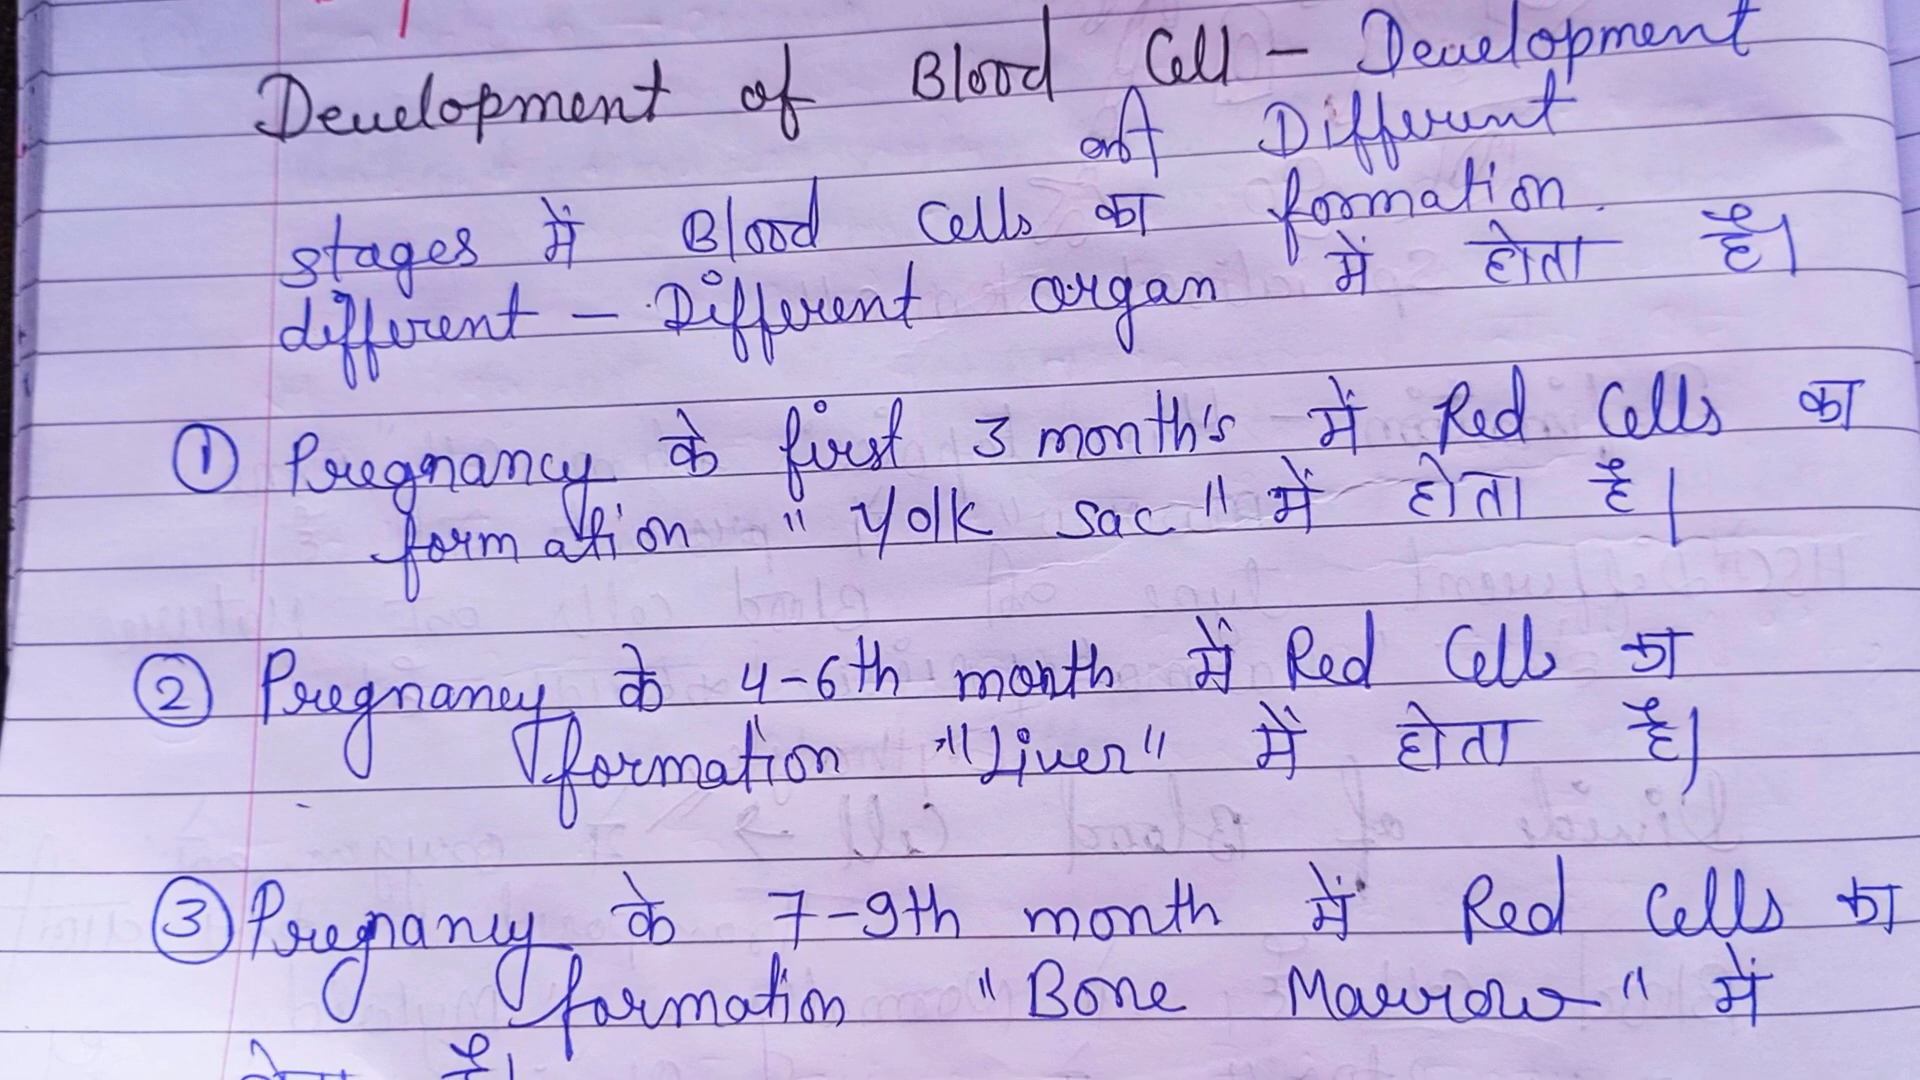 Development of Blood Cell - Development
of Different
stages में Blood Cells का formation
different - Different organ में होता है।
① Pregnancy के first 3 month's में Red Cells का
formation "Yolk sac" में होता है।
② Pregnancy के 4-6th month में Red Cells का
formation "Liver" में होता है।
③ Pregnancy के 7-9th month में Red Cells का
formation "Bone Marrow" में
होता है।